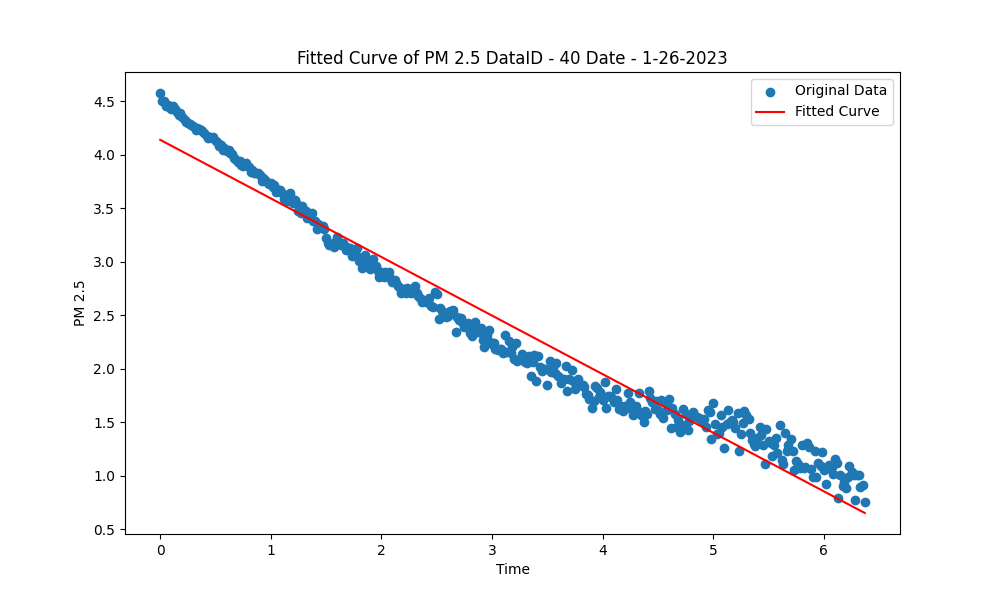 Fitted Curve of PM 2.5 DataID - 40 Date - 1-26-2023
Original Data
Fitted Curve
4.5
4.0
3.5
3.0
2.5
2.0
1.5
1.0
0.5
PM 2.5
0 1 2 3 4 5 6
Time